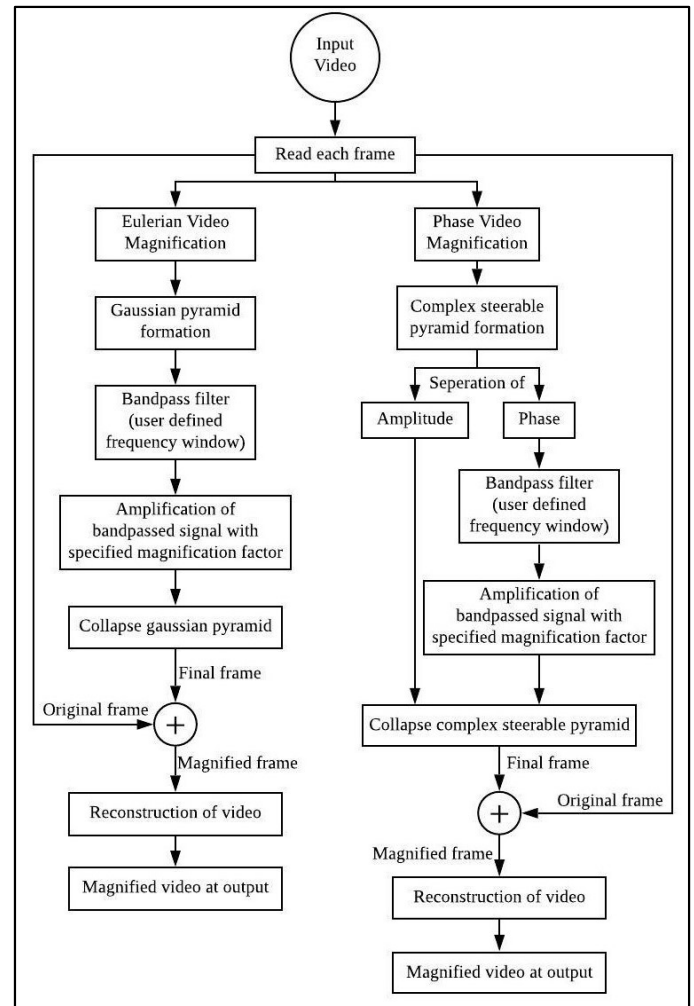 Input
Video
Read each frame
Eulerian Video
Magnification
Gaussian pyramid
formation
Bandpass filter
(user defined
frequency window)
Amplification of
bandpassed signal with
specified magnification factor
Collapse gaussian pyramid
Final frame
Original frame
+
Magnified frame
Reconstruction of video
Magnified video at output
Phase Video
Magnification
Complex steerable
pyramid formation
Seperation of
Amplitude
Phase
Bandpass filter
(user defined
frequency window)
Amplification of
bandpassed signal with
specified magnification factor
Collapse complex steerable pyramid
Final frame
Original frame
+
Magnified frame
Reconstruction of video
Magnified video at output